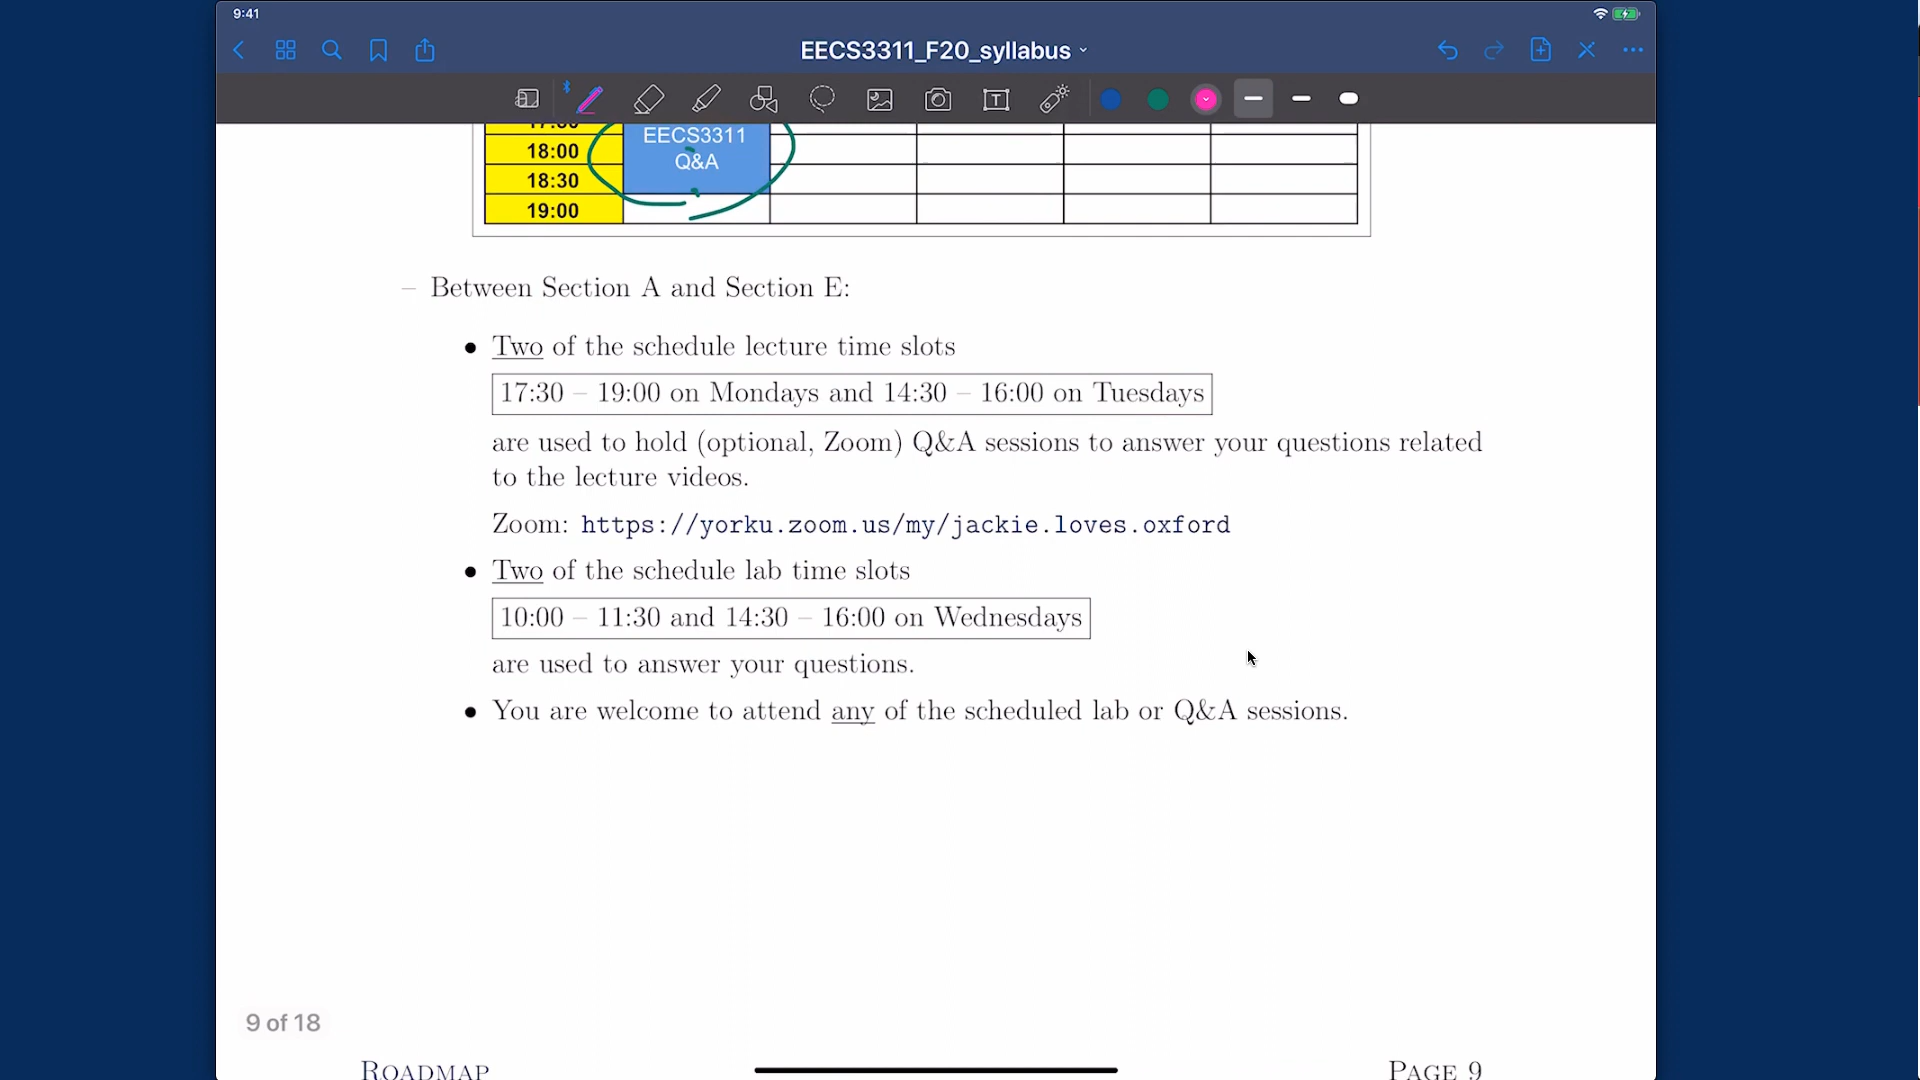 9:41
EECS3311_F20_syllabus
17:30
EECS3311
18:00
Q&A
18:30
19:00
– Between Section A and Section E:
• Two of the schedule lecture time slots
17:30 – 19:00 on Mondays and 14:30 – 16:00 on Tuesdays
are used to hold (optional, Zoom) Q&A sessions to answer your questions related
to the lecture videos.
Zoom: https://yorku.zoom.us/my/jackie.loves.oxford
• Two of the schedule lab time slots
10:00 – 11:30 and 14:30 – 16:00 on Wednesdays
are used to answer your questions.
• You are welcome to attend any of the scheduled lab or Q&A sessions.
9 of 18
ROADMAP
PAGE 9